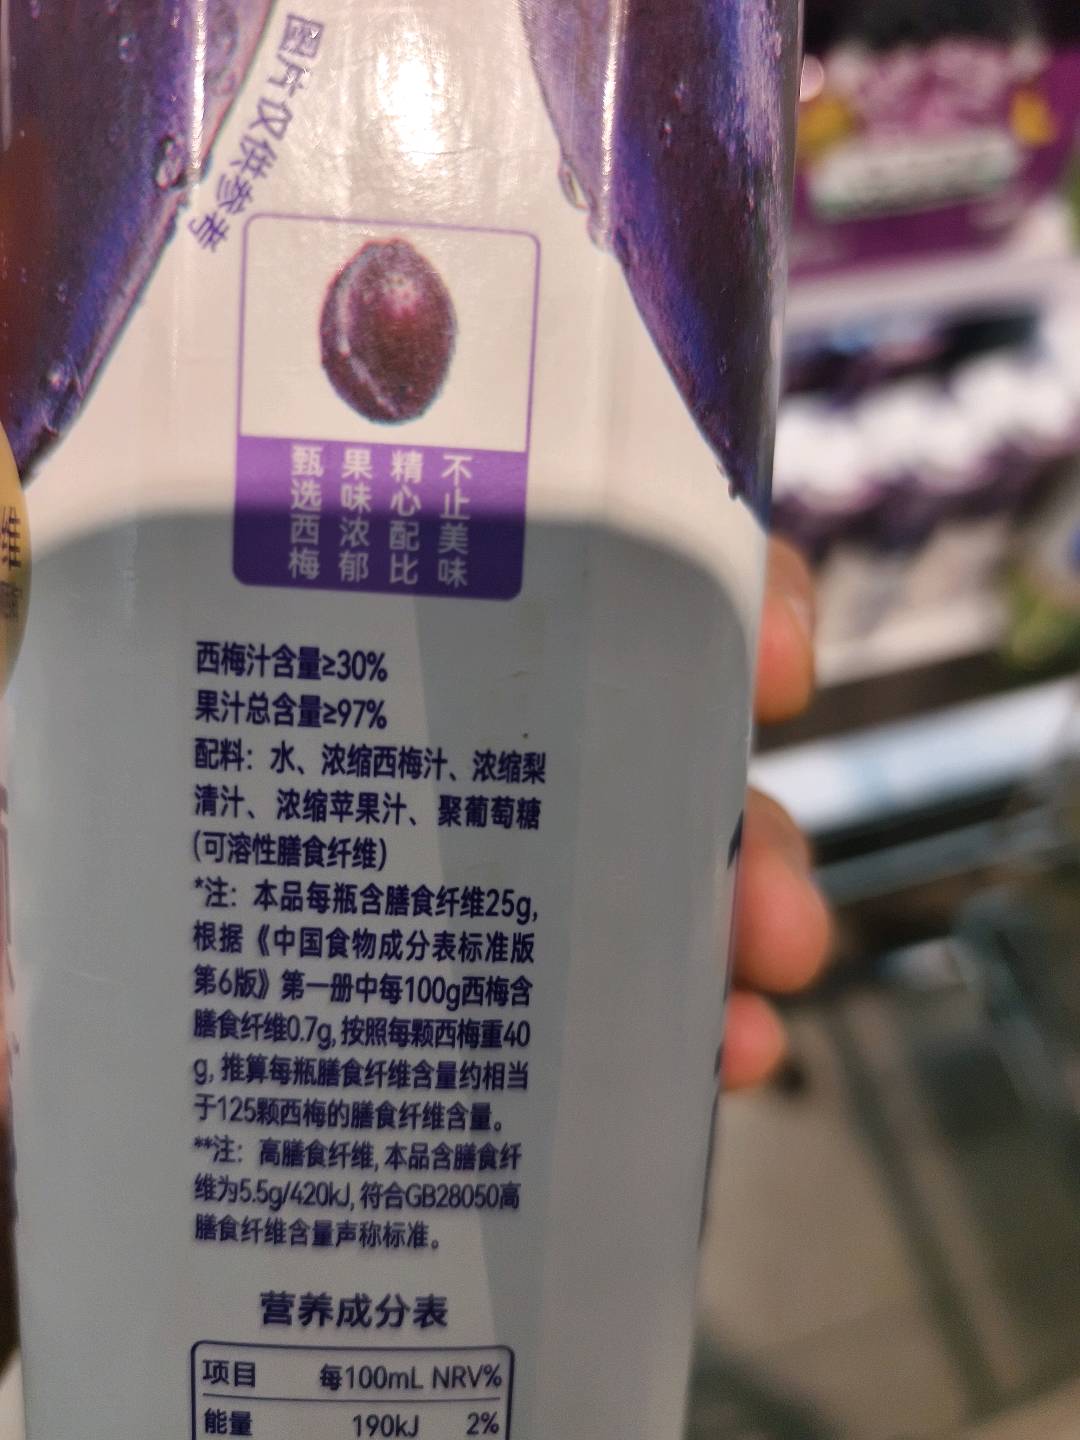 图片仅供参考
甄选西梅
果味浓郁
精心配比
不止美味
维
西梅汁含量≥30%
果汁总含量≥97%
配料：水、浓缩西梅汁、浓缩梨
清汁、浓缩苹果汁、聚葡萄糖
(可溶性膳食纤维)
*注：本品每瓶含膳食纤维25g,
根据《中国食物成分表标准版
第6版》第一册中每100g西梅含
膳食纤维0.7g,按照每颗西梅重40
g,推算每瓶膳食纤维含量约相当
于125颗西梅的膳食纤维含量。
**注：高膳食纤维,本品含膳食纤
维为5.5g/420kJ,符合GB28050高
膳食纤维含量声称标准。
营养成分表
项目 每100mL NRV%
能量 190kJ 2%